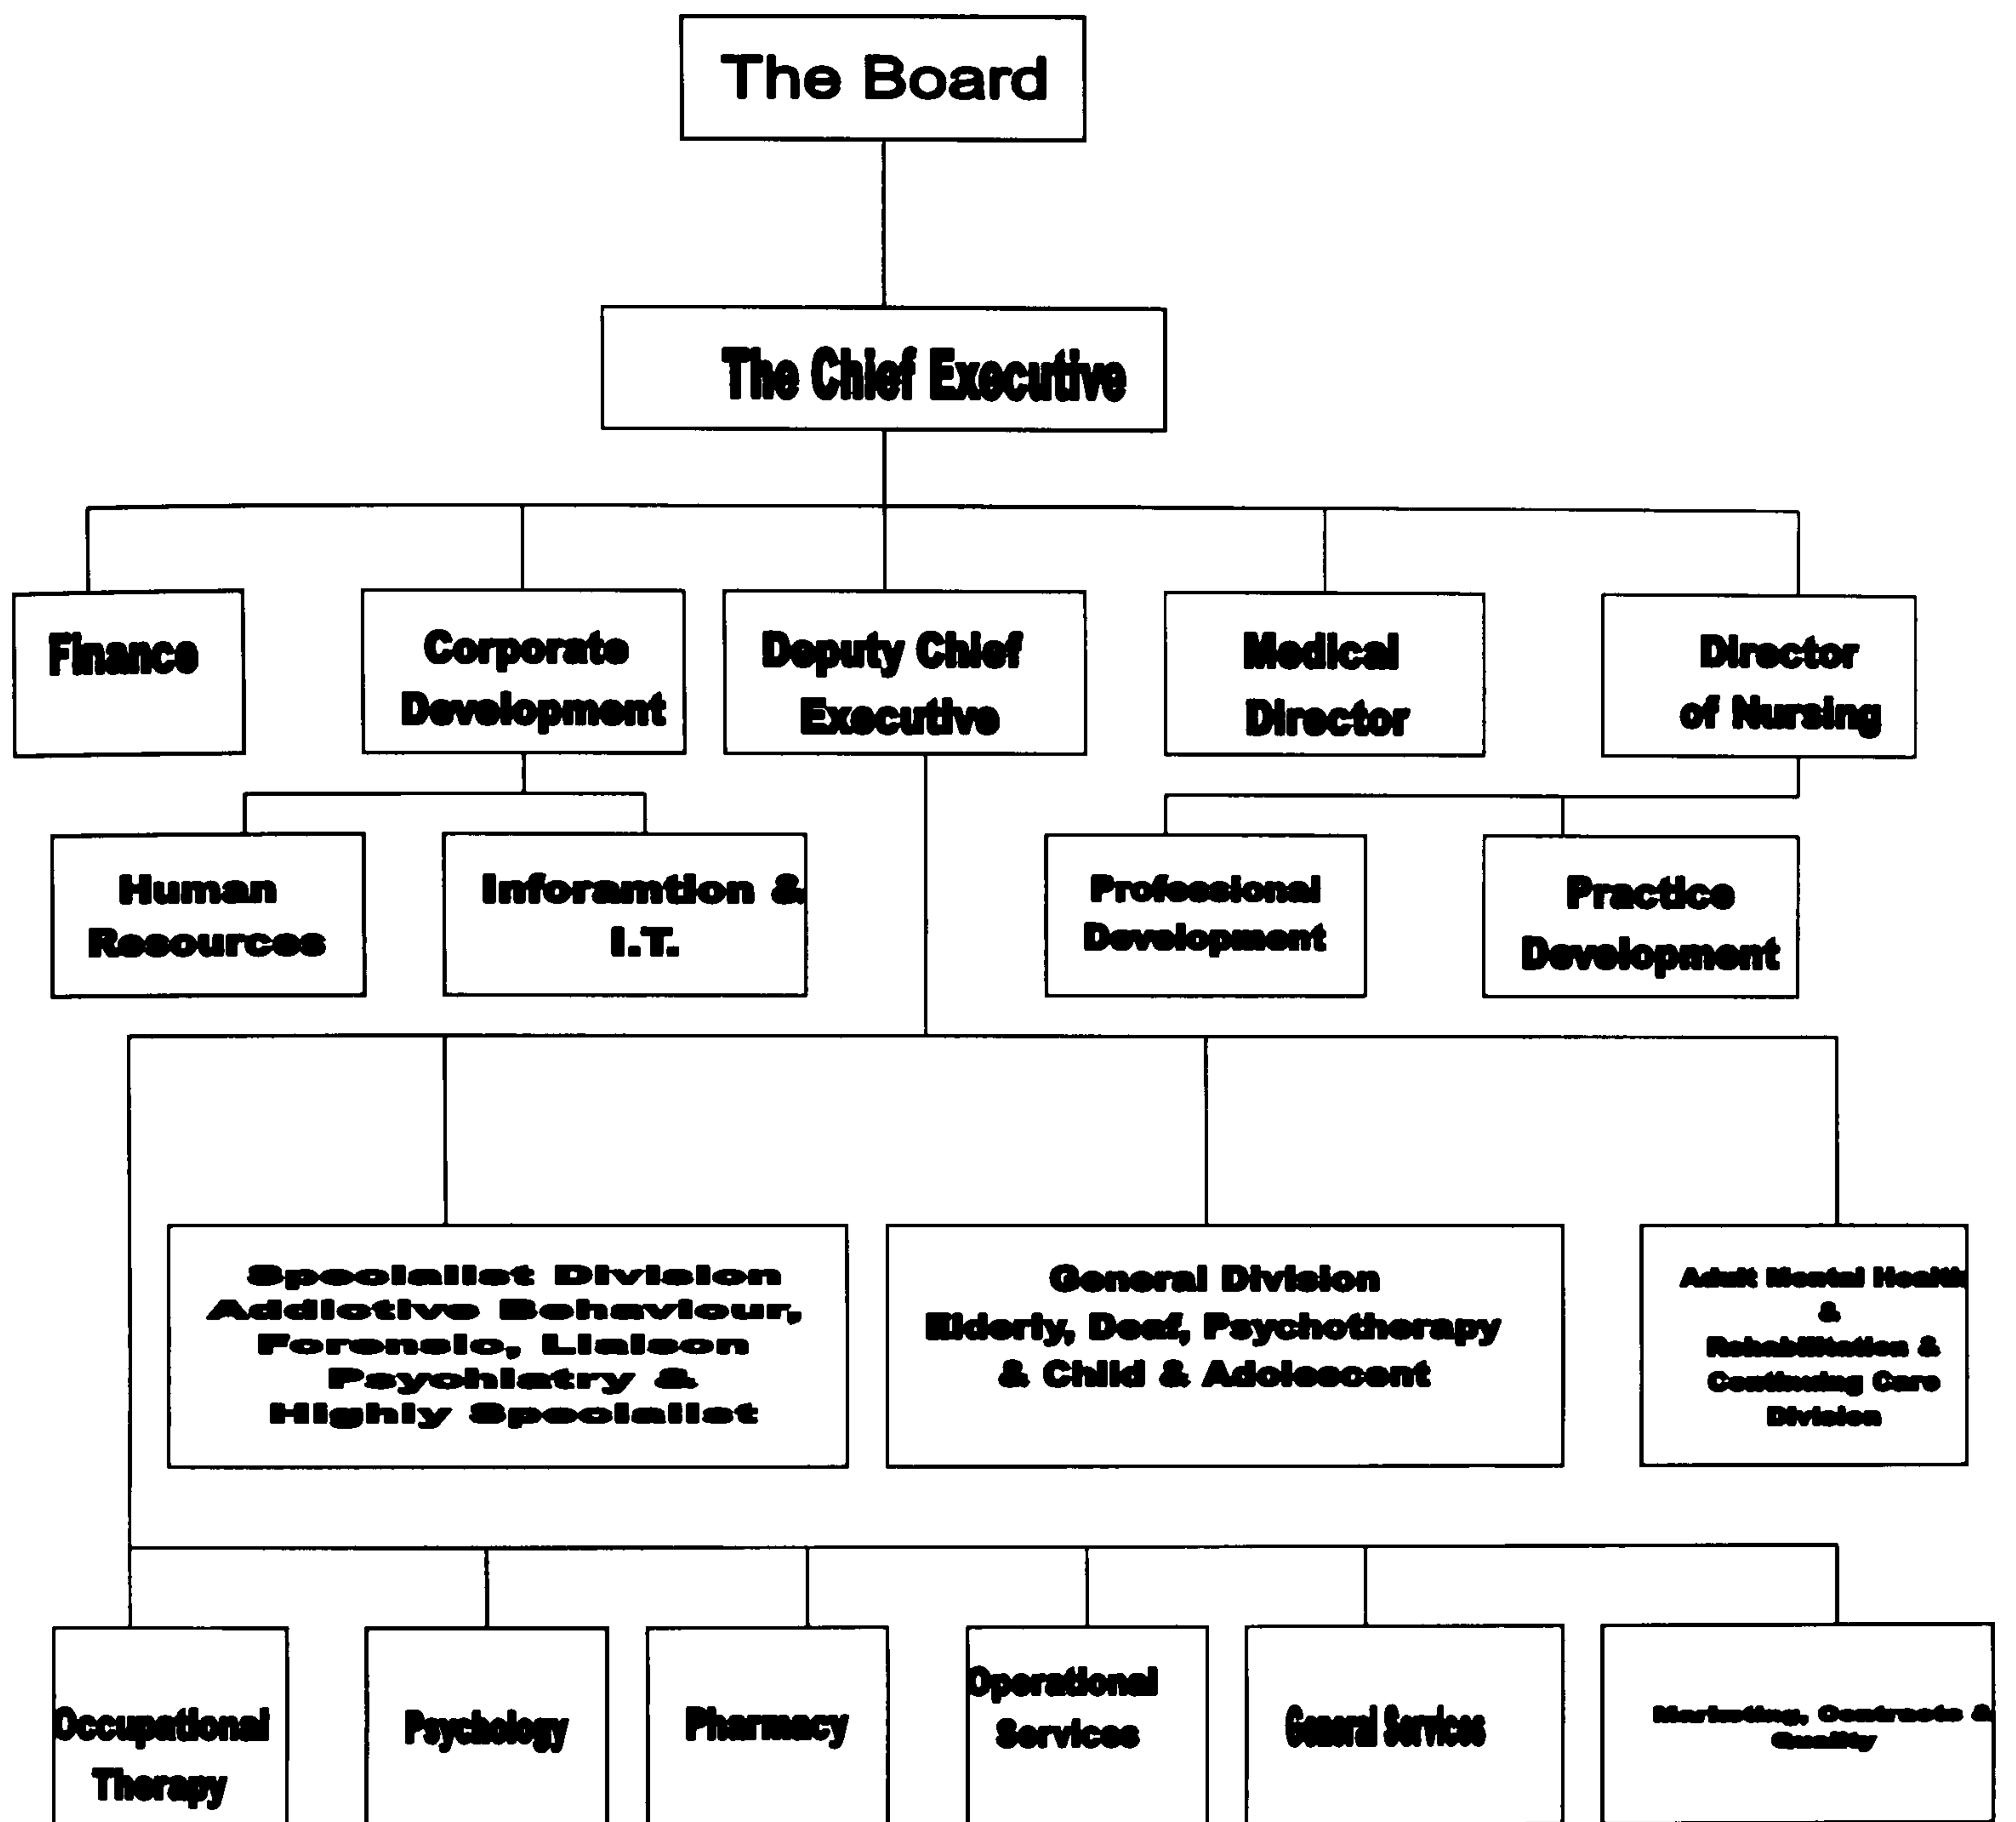 The Board
The Chief Executive
Finance
Corporate
Development
Deputy Chief
Executive
Medical
Director
Director
of Nursing
Human
Resources
Inforamtion &
I.T.
Professional
Development
Practice
Development
Specialist Division
Addictive Behaviour,
Forensic, Liaison
Psychiatry &
Highly Specialist
General Division
Elderly, Deaf, Psychotherapy
& Child & Adolescent
Adult Mental Health
&
Rehabilitation &
Continuing Care
Division
Occupational
Therapy
Psychology
Pharmacy
Operational
Services
General Services
Marketing, Contracts &
Quality